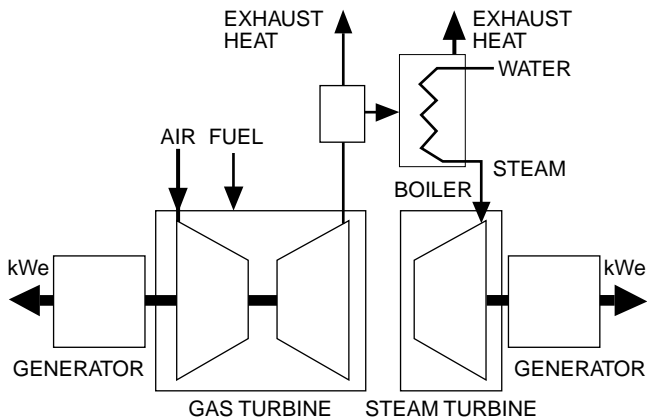 EXHAUST
HEAT
EXHAUST
HEAT
WATER
AIR
FUEL
STEAM
BOILER
kWe
kWe
GENERATOR
GENERATOR
GAS TURBINE
STEAM TURBINE